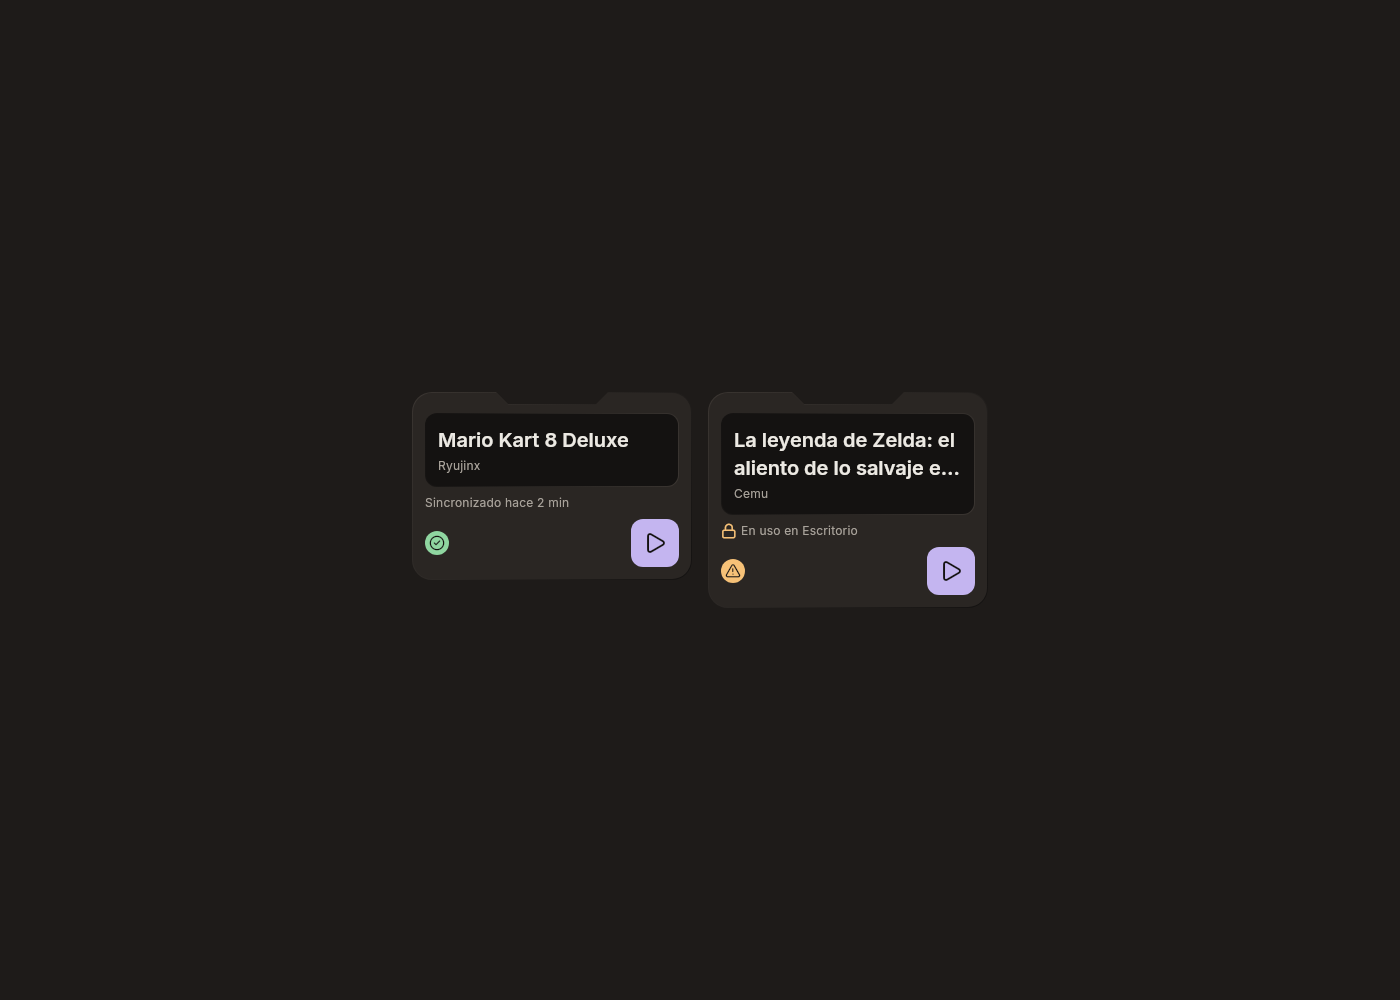 Mario Kart 8 Deluxe
Ryujinx
Sincronizado hace 2 min
La leyenda de Zelda: el
aliento de lo salvaje e...
Cemu
En uso en Escritorio